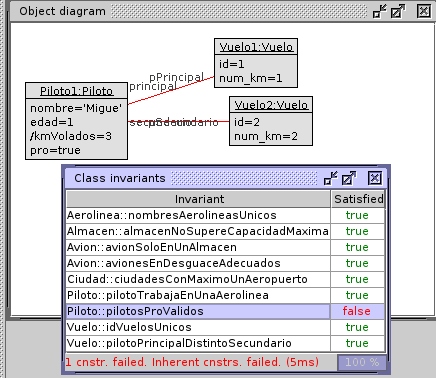 Object diagram
Vuelo1:Vuelo
id=1
num_km=1
pPrincipal
principal
Piloto1:Piloto
nombre='Migue'
edad=1
/kmVolados=3
pro=true
Vuelo2:Vuelo
id=2
num_km=2
Class invariants
Invariant Satisfied
Aerolinea::nombresAerolineasUnicos true
Almacen::almacenNoSupereCapacidadMaxima true
Avion::avionSoloEnUnAlmacen true
Avion::avionesEnDesguaceAdecuados true
Ciudad::ciudadesConMaximoUnAeropuerto true
Piloto::pilotoTrabajaEnUnaAerolinea true
Piloto::pilotosProValidos false
Vuelo::idVuelosUnicos true
Vuelo::pilotoPrincipalDistintoSecundario true
1 cnstr. failed. Inherent cnstrs. failed. (5ms) 100 %